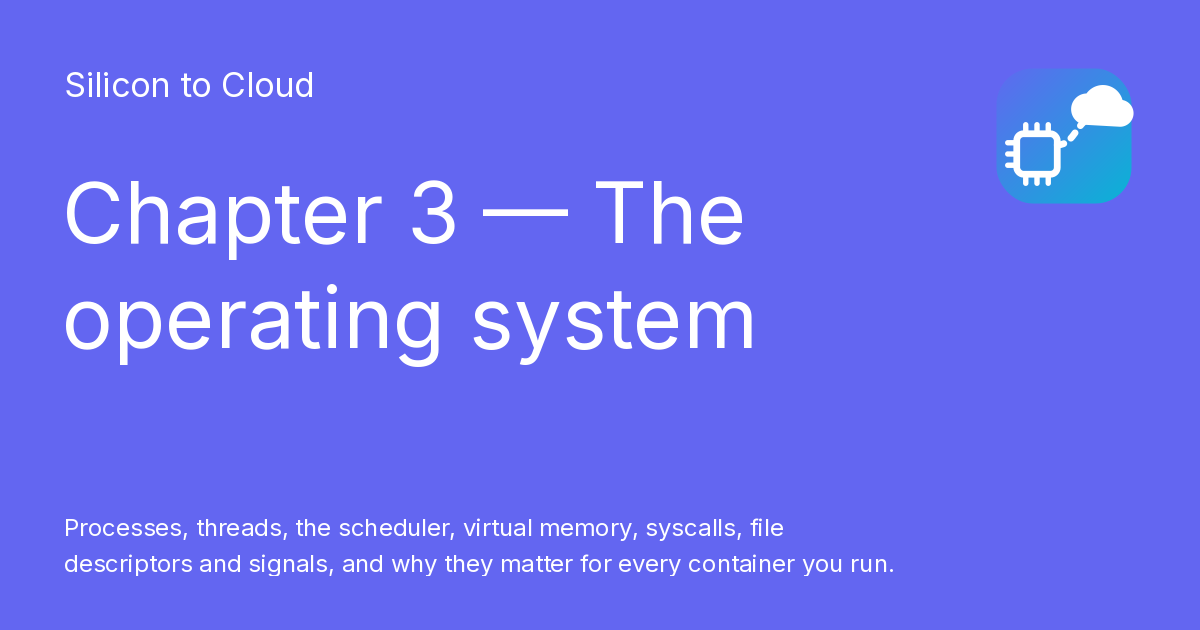 Silicon to Cloud
Chapter 3 — The
operating system
Processes, threads, the scheduler, virtual memory, syscalls, file
descriptors and signals, and why they matter for every container you run.